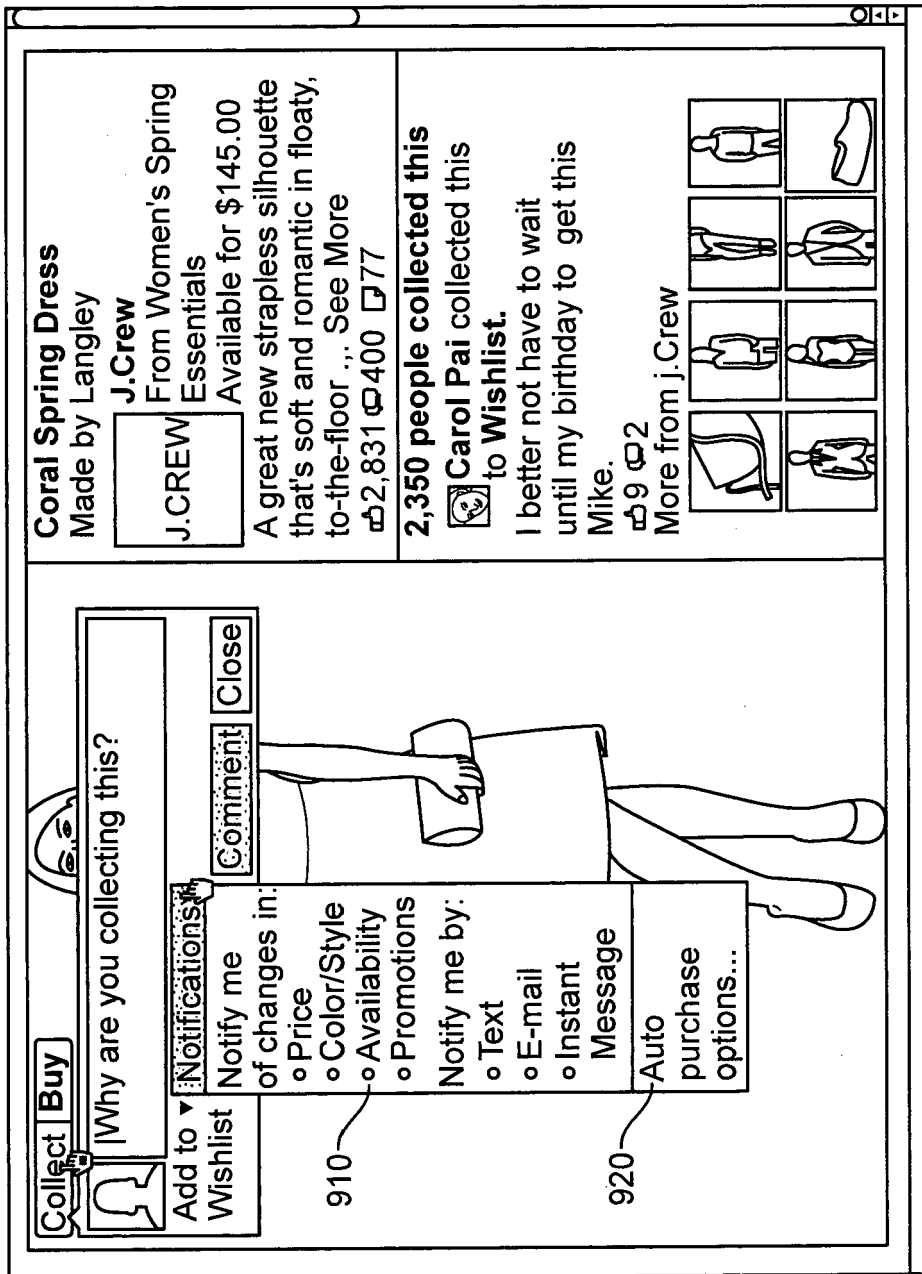 Collect Buy
Why are you collecting this?
Add to ▾
Wishlist
Notifications
Comment
Close
Notify me
of changes in:
Price
Color/Style
Availability
Promotions
Notify me by:
Text
E-mail
Instant
Message
Auto
purchase
options...
910
920
Coral Spring Dress
Made by Langley
J.CREW
J.Crew
From Women's Spring
Essentials
Available for $145.00
A great new strapless silhouette
that's soft and romantic in floaty,
to-the-floor .,. See More
2,831 400 77
2,350 people collected this
Carol Pai collected this
to Wishlist.
I better not have to wait
until my birthday to get this
Mike.
9 2
More from j.Crew